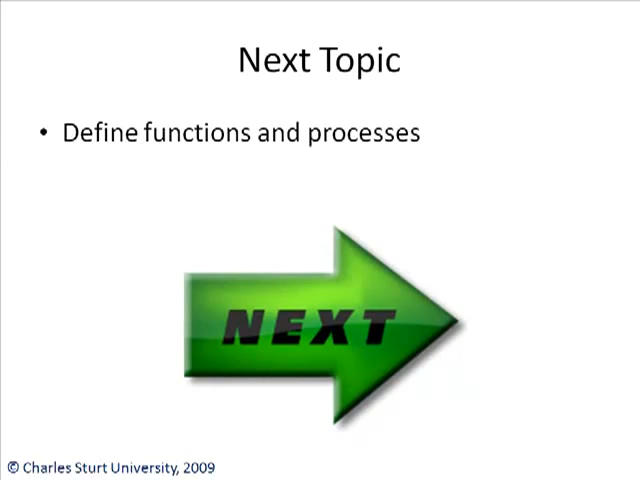 Next Topic
• Define functions and processes
NEXT
© Charles Sturt University, 2009